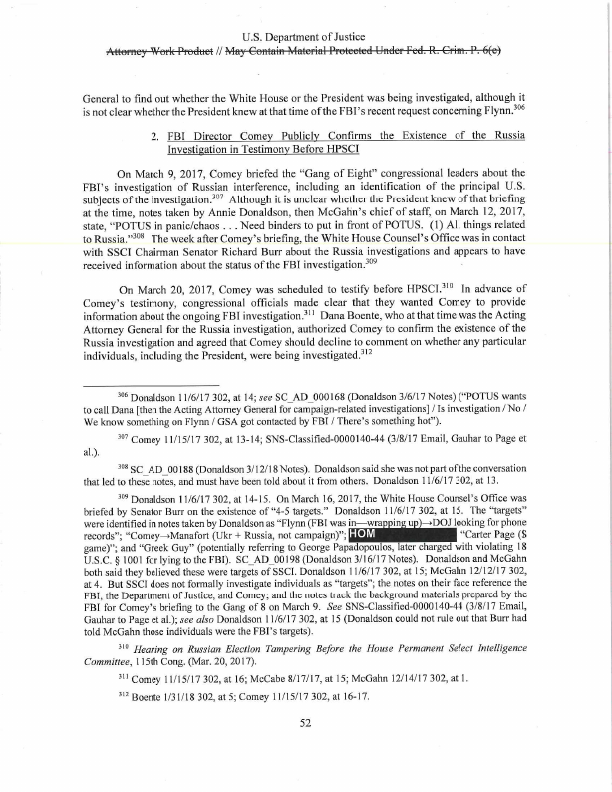 U.S. Department of Justice
Attorney Work Product // May Contain Material Protected Under Fed. R. Crim. P. 6(e)
General to find out whether the White House or the President was being investigated, although it
is not clear whether the President knew at that time of the FBI's recent request concerning Flynn.306
2. FBI Director Comey Publicly Confirms the Existence of the Russia
Investigation in Testimony Before HPSCI
On March 9, 2017, Comey briefed the "Gang of Eight" congressional leaders about the
FBI's investigation of Russian interference, including an identification of the principal U.S.
subjects of the investigation.307 Although it is unclear whether the President knew of that briefing
at the time, notes taken by Annie Donaldson, then McGahn's chief of staff, on March 12, 2017,
state, "POTUS in panic/chaos . . . Need binders to put in front of POTUS. (1) All things related
to Russia."308 The week after Comey's briefing, the White House Counsel's Office was in contact
with SSCI Chairman Senator Richard Burr about the Russia investigations and appears to have
received information about the status of the FBI investigation.309
On March 20, 2017, Comey was scheduled to testify before HPSCI.310 In advance of
Comey's testimony, congressional officials made clear that they wanted Comey to provide
information about the ongoing FBI investigation.311 Dana Boente, who at that time was the Acting
Attorney General for the Russia investigation, authorized Comey to confirm the existence of the
Russia investigation and agreed that Comey should decline to comment on whether any particular
individuals, including the President, were being investigated.312
306 Donaldson 11/6/17 302, at 14; see SC_AD_000168 (Donaldson 3/6/17 Notes) ("POTUS wants
to call Dana [then the Acting Attorney General for campaign-related investigations] / Is investigation / No /
We know something on Flynn / GSA got contacted by FBI / There's something hot").
307 Comey 11/15/17 302, at 13-14; SNS-Classified-0000140-44 (3/8/17 Email, Gauhar to Page et
al.).
308 SC_AD_00188 (Donaldson 3/12/18 Notes). Donaldson said she was not part of the conversation
that led to these notes, and must have been told about it from others. Donaldson 11/6/17 302, at 13.
309 Donaldson 11/6/17 302, at 14-15. On March 16, 2017, the White House Counsel's Office was
briefed by Senator Burr on the existence of "4-5 targets." Donaldson 11/6/17 302, at 15. The "targets"
were identified in notes taken by Donaldson as "Flynn (FBI was in—wrapping up)→DOJ looking for phone
records"; "Comey→Manafort (Ukr + Russia, not campaign)"; HOM "Carter Page ($
game)"; and "Greek Guy" (potentially referring to George Papadopoulos, later charged with violating 18
U.S.C. § 1001 for lying to the FBI). SC_AD_00198 (Donaldson 3/16/17 Notes). Donaldson and McGahn
both said they believed these were targets of SSCI. Donaldson 11/6/17 302, at 15; McGahn 12/12/17 302,
at 4. But SSCI does not formally investigate individuals as "targets"; the notes on their face reference the
FBI, the Department of Justice, and Comey; and the notes track the background materials prepared by the
FBI for Comey's briefing to the Gang of 8 on March 9. See SNS-Classified-0000140-44 (3/8/17 Email,
Gauhar to Page et al.); see also Donaldson 11/6/17 302, at 15 (Donaldson could not rule out that Burr had
told McGahn those individuals were the FBI's targets).
310 Hearing on Russian Election Tampering Before the House Permanent Select Intelligence
Committee, 115th Cong. (Mar. 20, 2017).
311 Comey 11/15/17 302, at 16; McCabe 8/17/17, at 15; McGahn 12/14/17 302, at 1.
312 Boente 1/31/18 302, at 5; Comey 11/15/17 302, at 16-17.
52